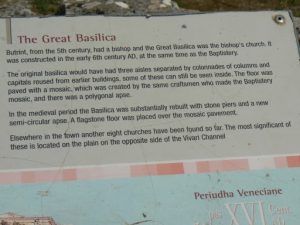 The Great Basilica
Butrint, from the 5th century, had a bishop and the Great Basilica was the bishop's church. It
was constructed in the early 6th century AD, at the same time as the Baptistery.
The original basilica would have had three aisles separated by colonnades of columns and
capitals reused from earlier buildings, some of these can still be seen inside. The floor was
paved with a mosaic, which was created by the same craftsmen who made the Baptistery
mosaic, and there was a polygonal apse.
In the medieval period the Basilica was substantially rebuilt with stone piers and a new
semi-circular apse. A flagstone floor was placed over the mosaic pavement.
Elsewhere in the town another eight churches have been found so far. The most significant of
these is located on the plain on the opposite side of the Vivari Channel
Periudha Veneciane
XVI